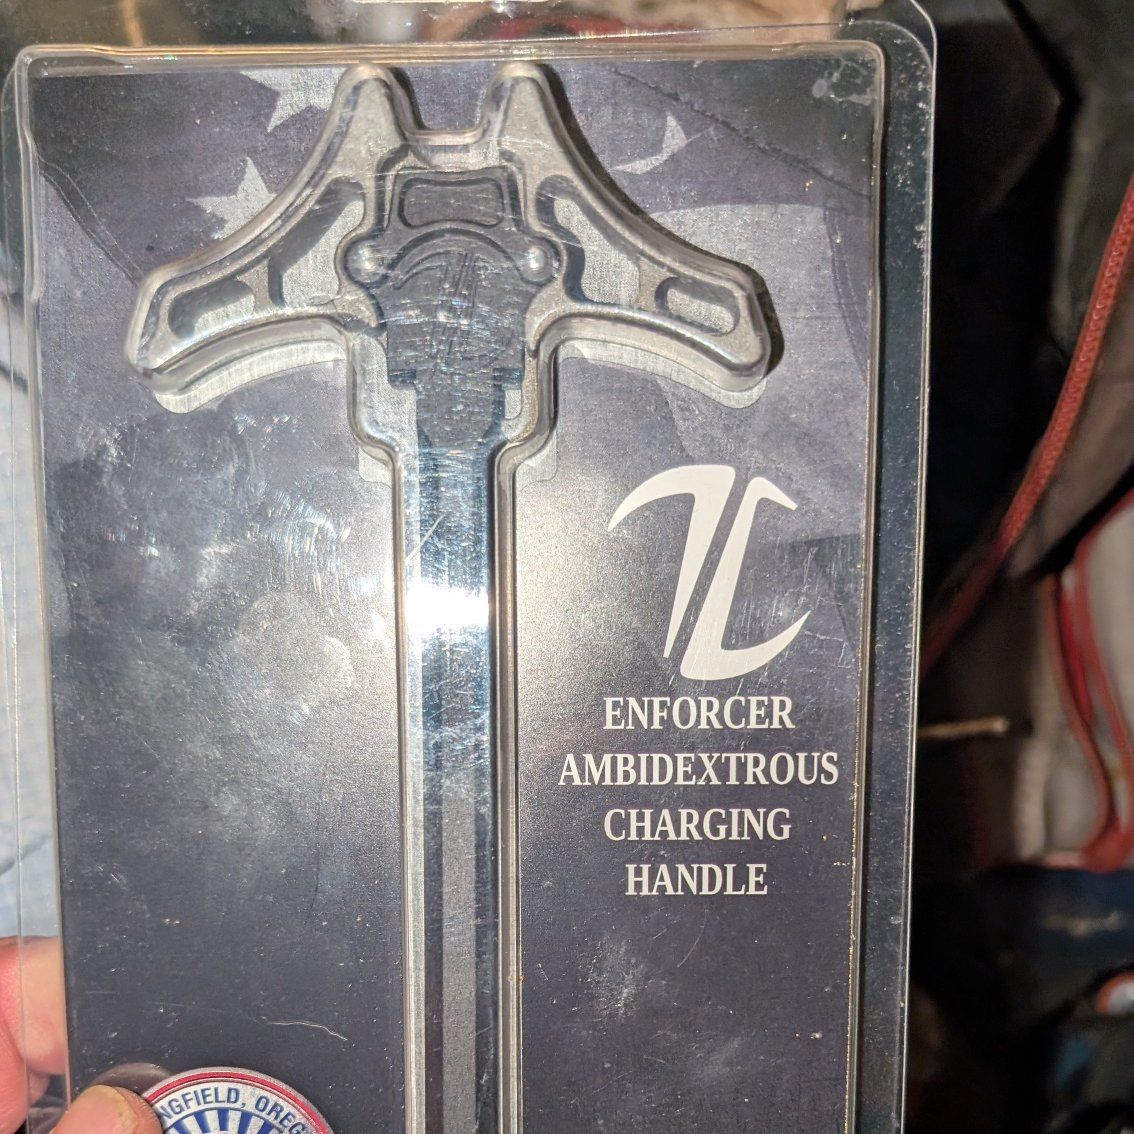 ENFORCER
AMBIDEXTROUS
CHARGING
HANDLE